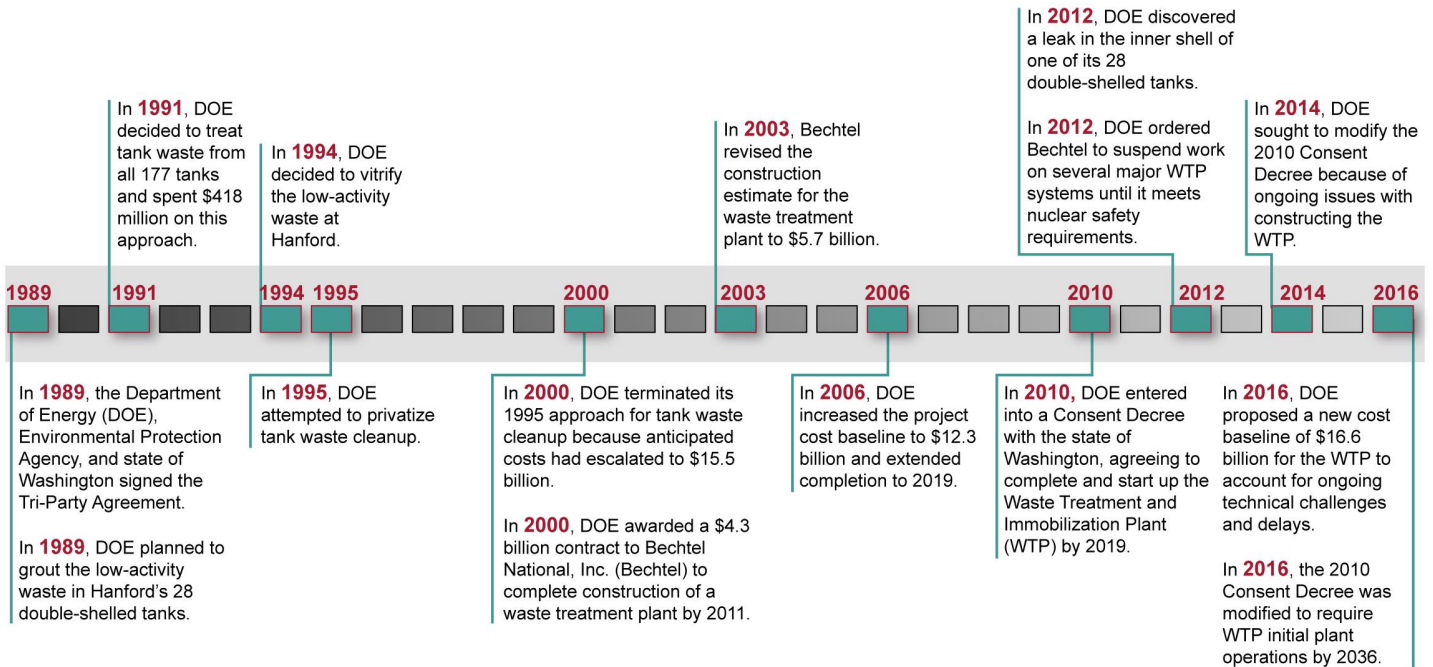 In 1991, DOE
decided to treat
tank waste from
all 177 tanks
and spent $418
million on this
approach.
In 1994, DOE
decided to vitrify
the low-activity
waste at
Hanford.
In 2003, Bechtel
revised the
construction
estimate for the
waste treatment
plant to $5.7 billion.
In 2012, DOE discovered
a leak in the inner shell of
one of its 28
double-shelled tanks.
In 2012, DOE ordered
Bechtel to suspend work
on several major WTP
systems until it meets
nuclear safety
requirements.
In 2014, DOE
sought to modify the
2010 Consent
Decree because of
ongoing issues with
constructing the
WTP.
1989 1991 1994 1995 2000 2003 2006 2010 2012 2014 2016
In 1989, the Department
of Energy (DOE),
Environmental Protection
Agency, and state of
Washington signed the
Tri-Party Agreement.
In 1989, DOE planned to
grout the low-activity
waste in Hanford's 28
double-shelled tanks.
In 1995, DOE
attempted to privatize
tank waste cleanup.
In 2000, DOE terminated its
1995 approach for tank waste
cleanup because anticipated
costs had escalated to $15.5
billion.
In 2000, DOE awarded a $4.3
billion contract to Bechtel
National, Inc. (Bechtel) to
complete construction of a
waste treatment plant by 2011.
In 2006, DOE
increased the project
cost baseline to $12.3
billion and extended
completion to 2019.
In 2010, DOE entered
into a Consent Decree
with the state of
Washington, agreeing to
complete and start up the
Waste Treatment and
Immobilization Plant
(WTP) by 2019.
In 2016, DOE
proposed a new cost
baseline of $16.6
billion for the WTP to
account for ongoing
technical challenges
and delays.
In 2016, the 2010
Consent Decree was
modified to require
WTP initial plant
operations by 2036.